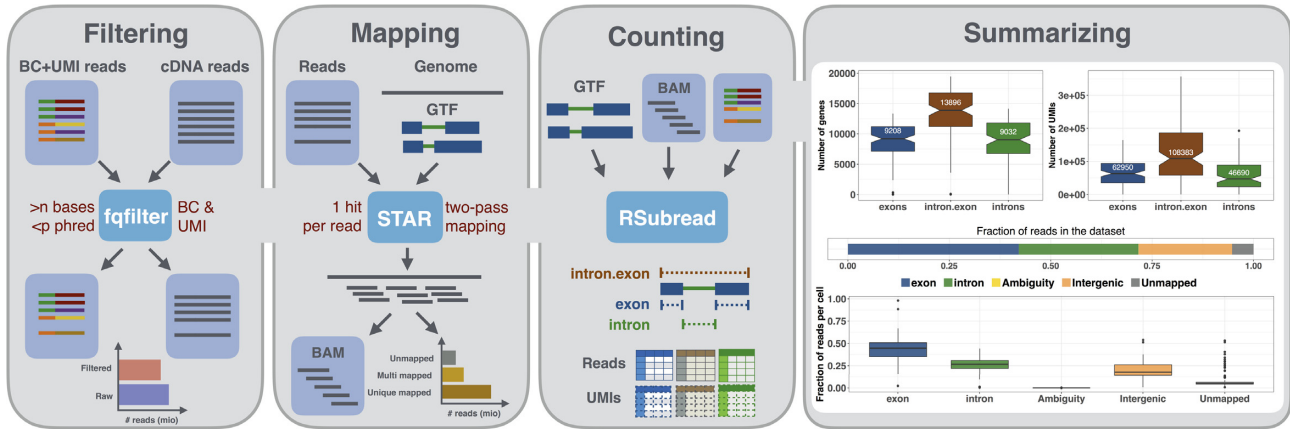 Filtering
BC+UMI reads
cDNA reads
>n bases
<p phred
fqfilter
BC &
UMI
Filtered
Raw
# reads (mio)
Mapping
Reads
Genome
GTF
1 hit
per read
STAR
two-pass
mapping
BAM
Unmapped
Multi mapped
Unique mapped
# reads (mio)
Counting
GTF
BAM
RSubread
intron.exon
exon
intron
Reads
UMIs
Summarizing
Number of genes
20000
15000
10000
5000
0
9208
13896
9032
exons
intron.exon
introns
Number of UMIs
3e+05
2e+05
1e+05
0e+00
62950
108383
46690
exons
intron.exon
introns
Fraction of reads in the dataset
0.00
0.25
0.50
0.75
1.00
exon
intron
Ambiguity
Intergenic
Unmapped
Fraction of reads per cell
1.00
0.75
0.50
0.25
0.00
exon
intron
Ambiguity
Intergenic
Unmapped